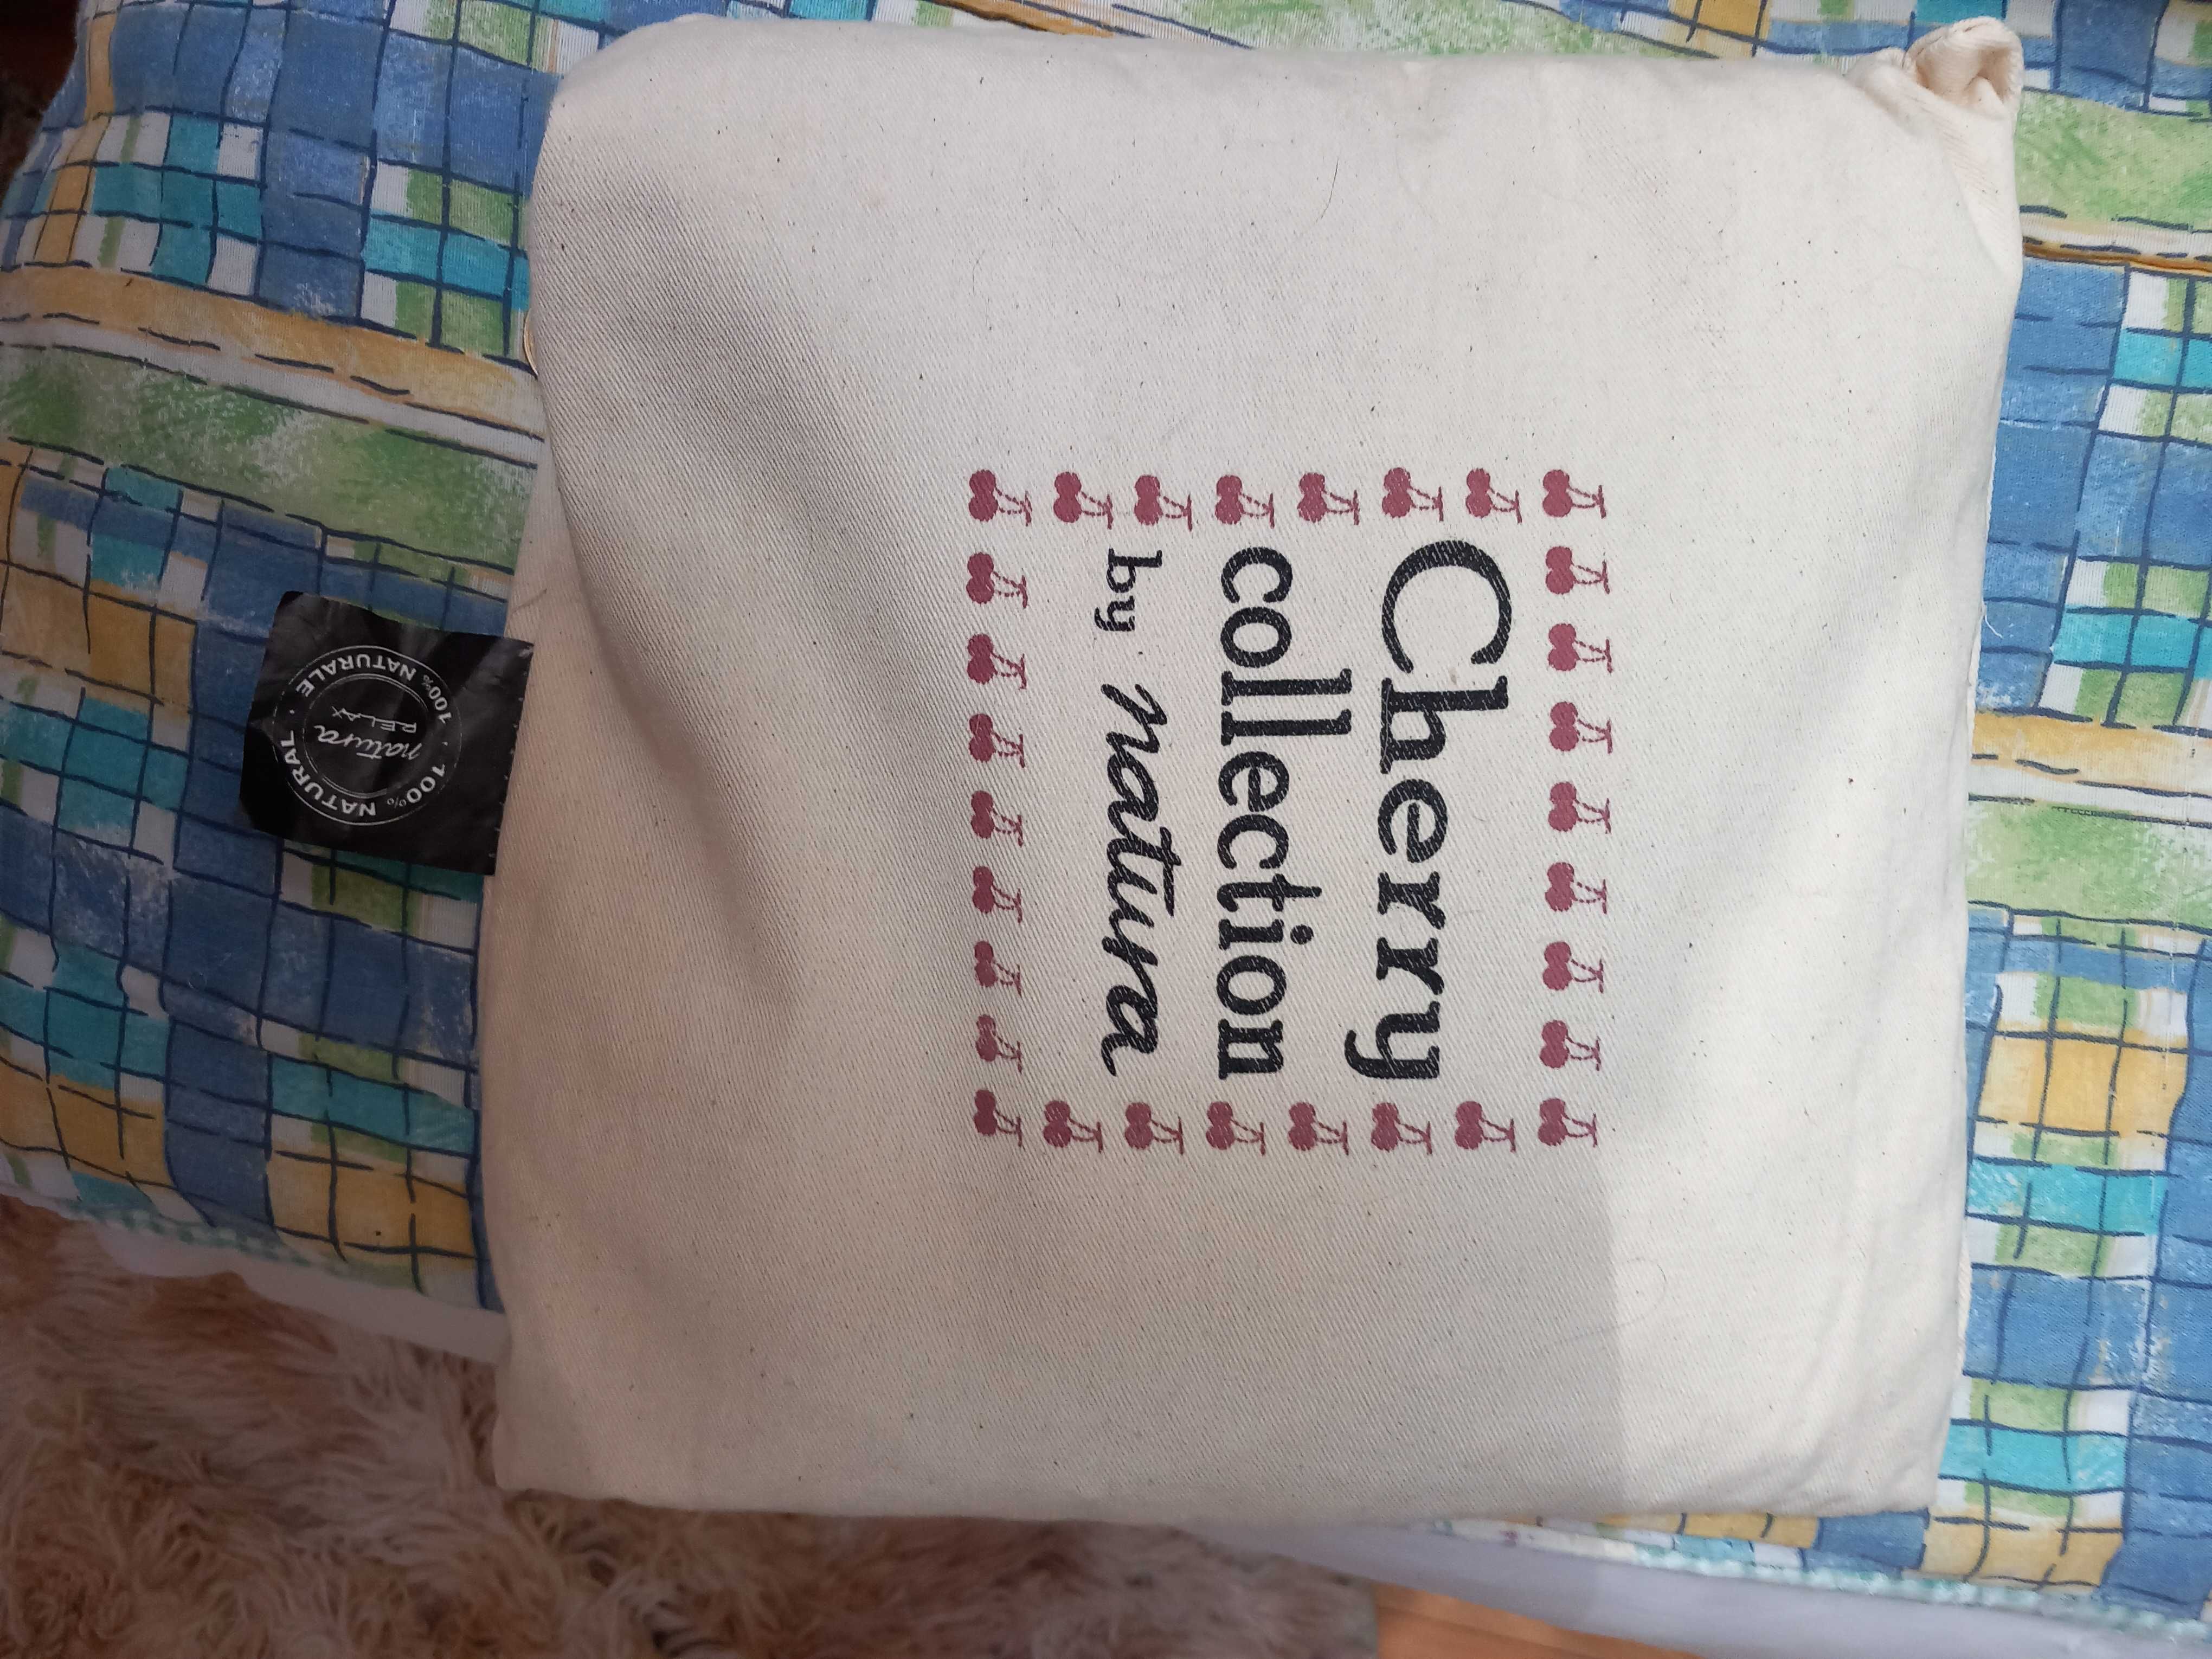 Cherry
collection
by natura
100% NATURALE · 100% NATURAL ·
natura
RELAX